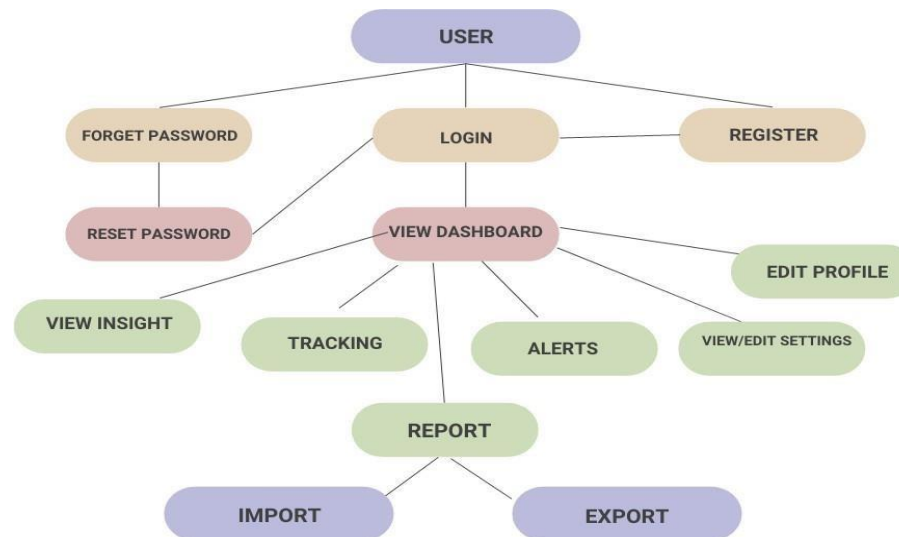 USER
FORGET PASSWORD
LOGIN
REGISTER
RESET PASSWORD
VIEW DASHBOARD
EDIT PROFILE
VIEW INSIGHT
TRACKING
ALERTS
VIEW/EDIT SETTINGS
REPORT
IMPORT
EXPORT